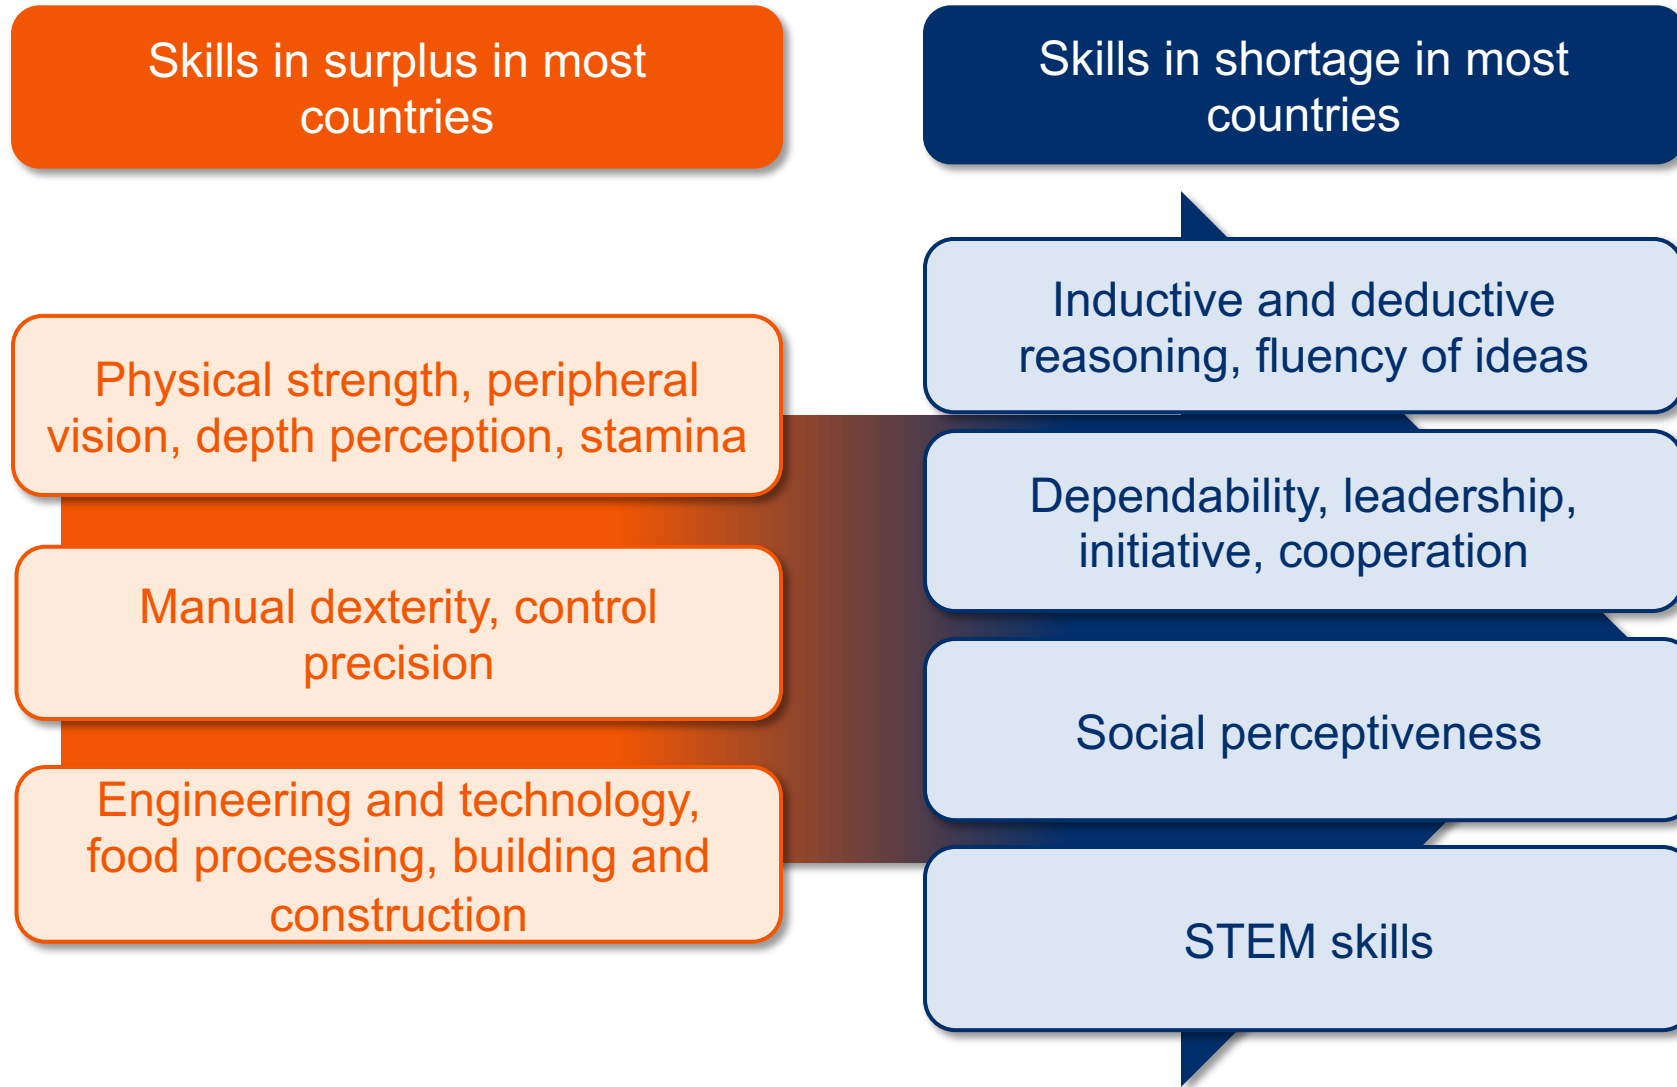 Skills in surplus in most
countries
Physical strength, peripheral
vision, depth perception, stamina
Manual dexterity, control
precision
Engineering and technology,
food processing, building and
construction
Skills in shortage in most
countries
Inductive and deductive
reasoning, fluency of ideas
Dependability, leadership,
initiative, cooperation
Social perceptiveness
STEM skills